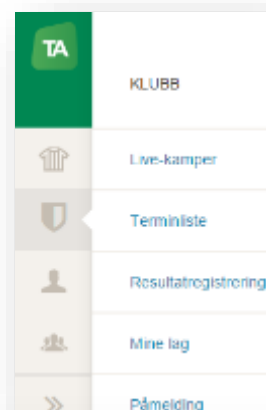 TA
KLUBB
Live-kamper
Terminliste
Resultatregistrering
Mine lag
Påmelding